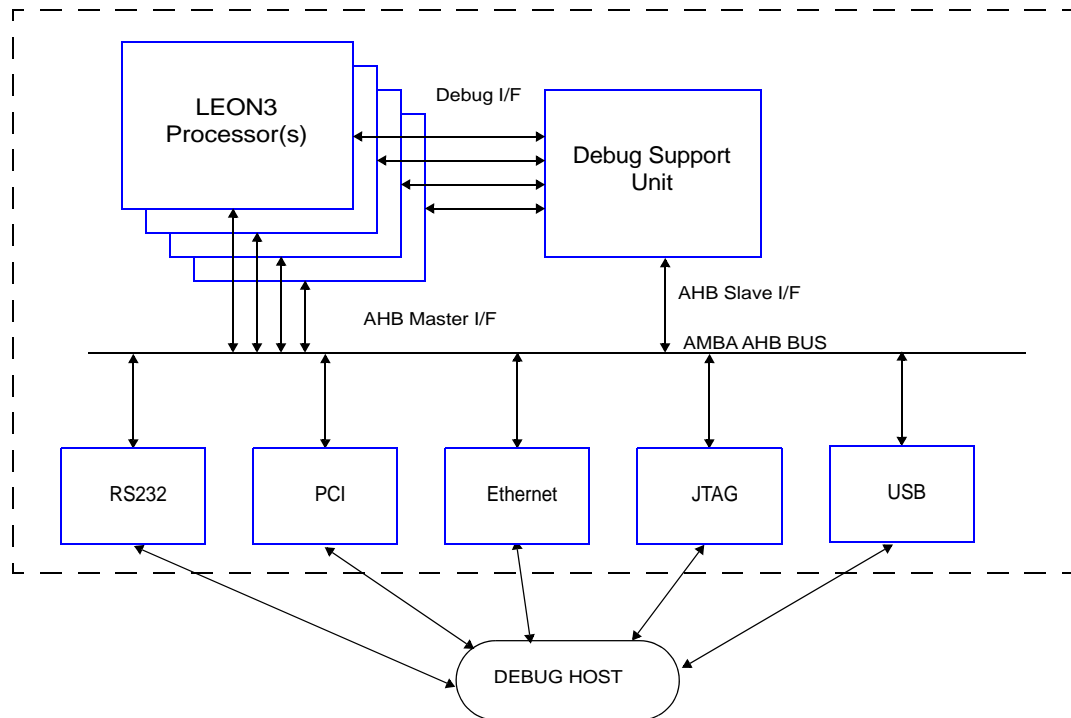 LEON3
Processor(s)
Debug I/F
Debug Support
Unit
AHB Slave I/F
AHB Master I/F
AMBA AHB BUS
RS232
PCI
Ethernet
JTAG
USB
DEBUG HOST